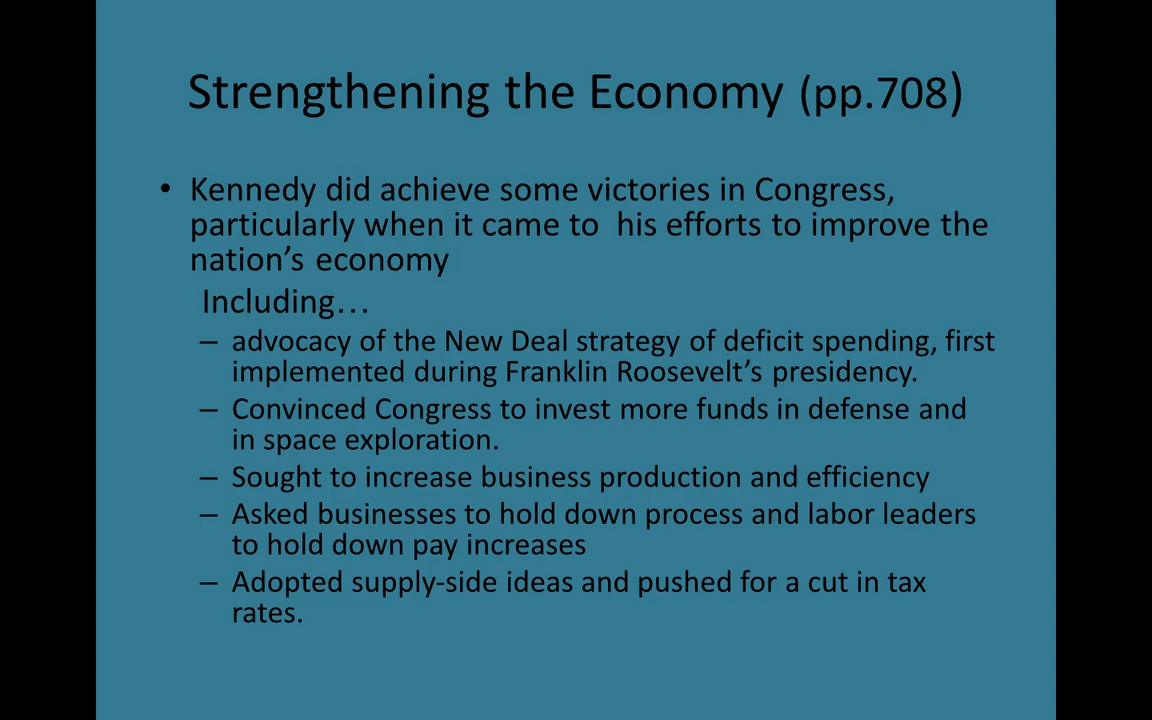 Strengthening the Economy (pp.708)
• Kennedy did achieve some victories in Congress,
particularly when it came to  his efforts to improve the
nation’s economy
Including…
– advocacy of the New Deal strategy of deficit spending, first
implemented during Franklin Roosevelt’s presidency.
– Convinced Congress to invest more funds in defense and
in space exploration.
– Sought to increase business production and efficiency
– Asked businesses to hold down process and labor leaders
to hold down pay increases
– Adopted supply-side ideas and pushed for a cut in tax
rates.